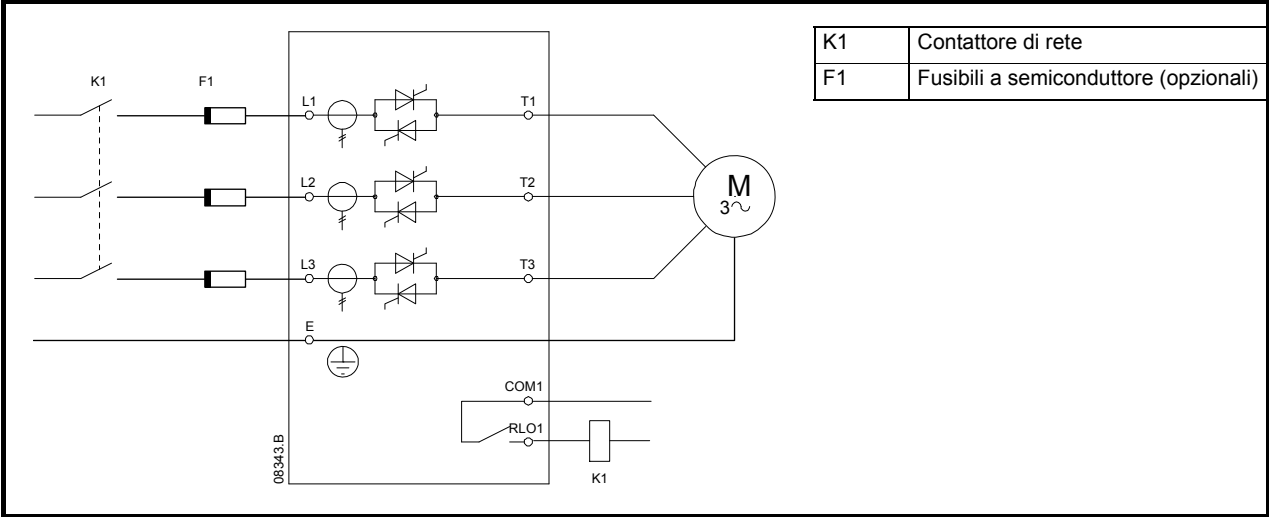 K1 Contattore di rete
F1 Fusibili a semiconduttore (opzionali)
K1 F1
L1 T1
L2 T2
M
3
L3 T3
E
COM1
RLO1
K1
08343.B